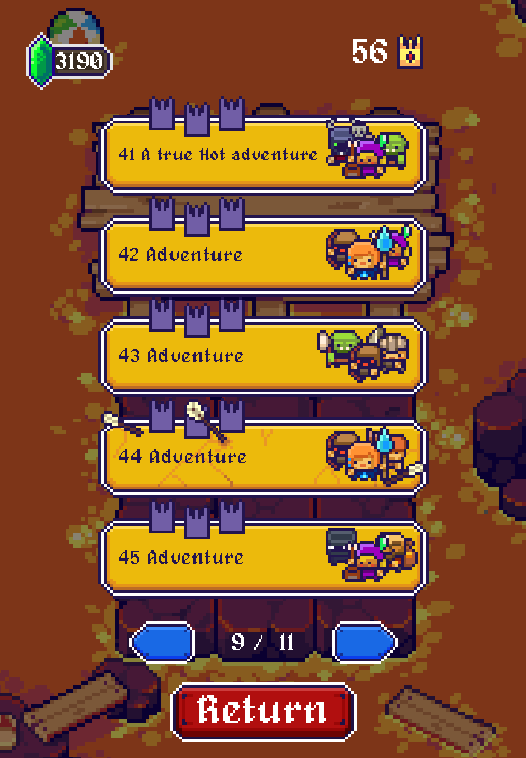 3190
56
41 A true Hot adventure
42 Adventure
43 Adventure
44 Adventure
45 Adventure
9 / 11
Return